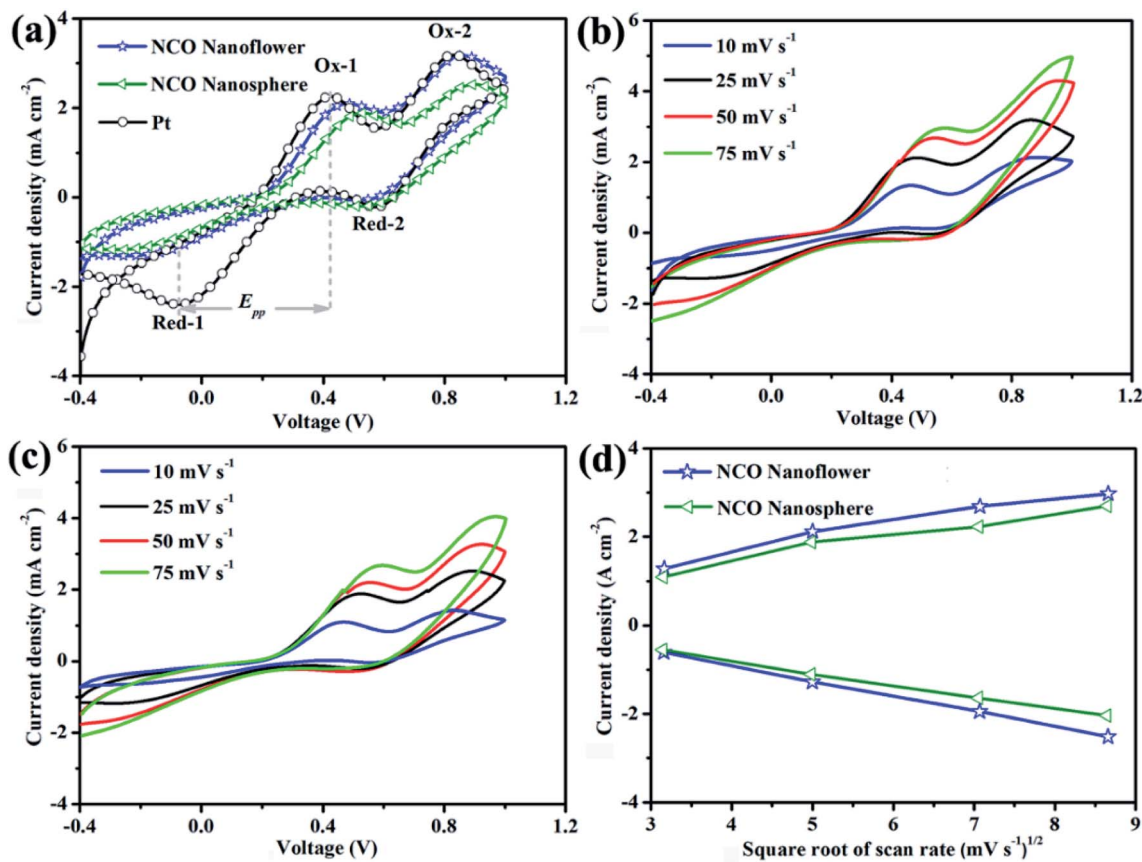 (a)
NCO Nanoflower
NCO Nanosphere
Pt
Ox-1
Ox-2
Red-1
Red-2
E_pp
Current density (mA cm⁻²)
4
2
0
-2
-4
-0.4 0.0 0.4 0.8 1.2
Voltage (V)
(b)
10 mV s⁻¹
25 mV s⁻¹
50 mV s⁻¹
75 mV s⁻¹
Current density (mA cm⁻²)
6
4
2
0
-2
-4
-0.4 0.0 0.4 0.8 1.2
Voltage (V)
(c)
10 mV s⁻¹
25 mV s⁻¹
50 mV s⁻¹
75 mV s⁻¹
Current density (mA cm⁻²)
6
4
2
0
-2
-4
-0.4 0.0 0.4 0.8 1.2
Voltage (V)
(d)
NCO Nanoflower
NCO Nanosphere
Current density (A cm⁻²)
4
2
0
-2
-4
3 4 5 6 7 8 9
Square root of scan rate (mV s⁻¹)¹/²